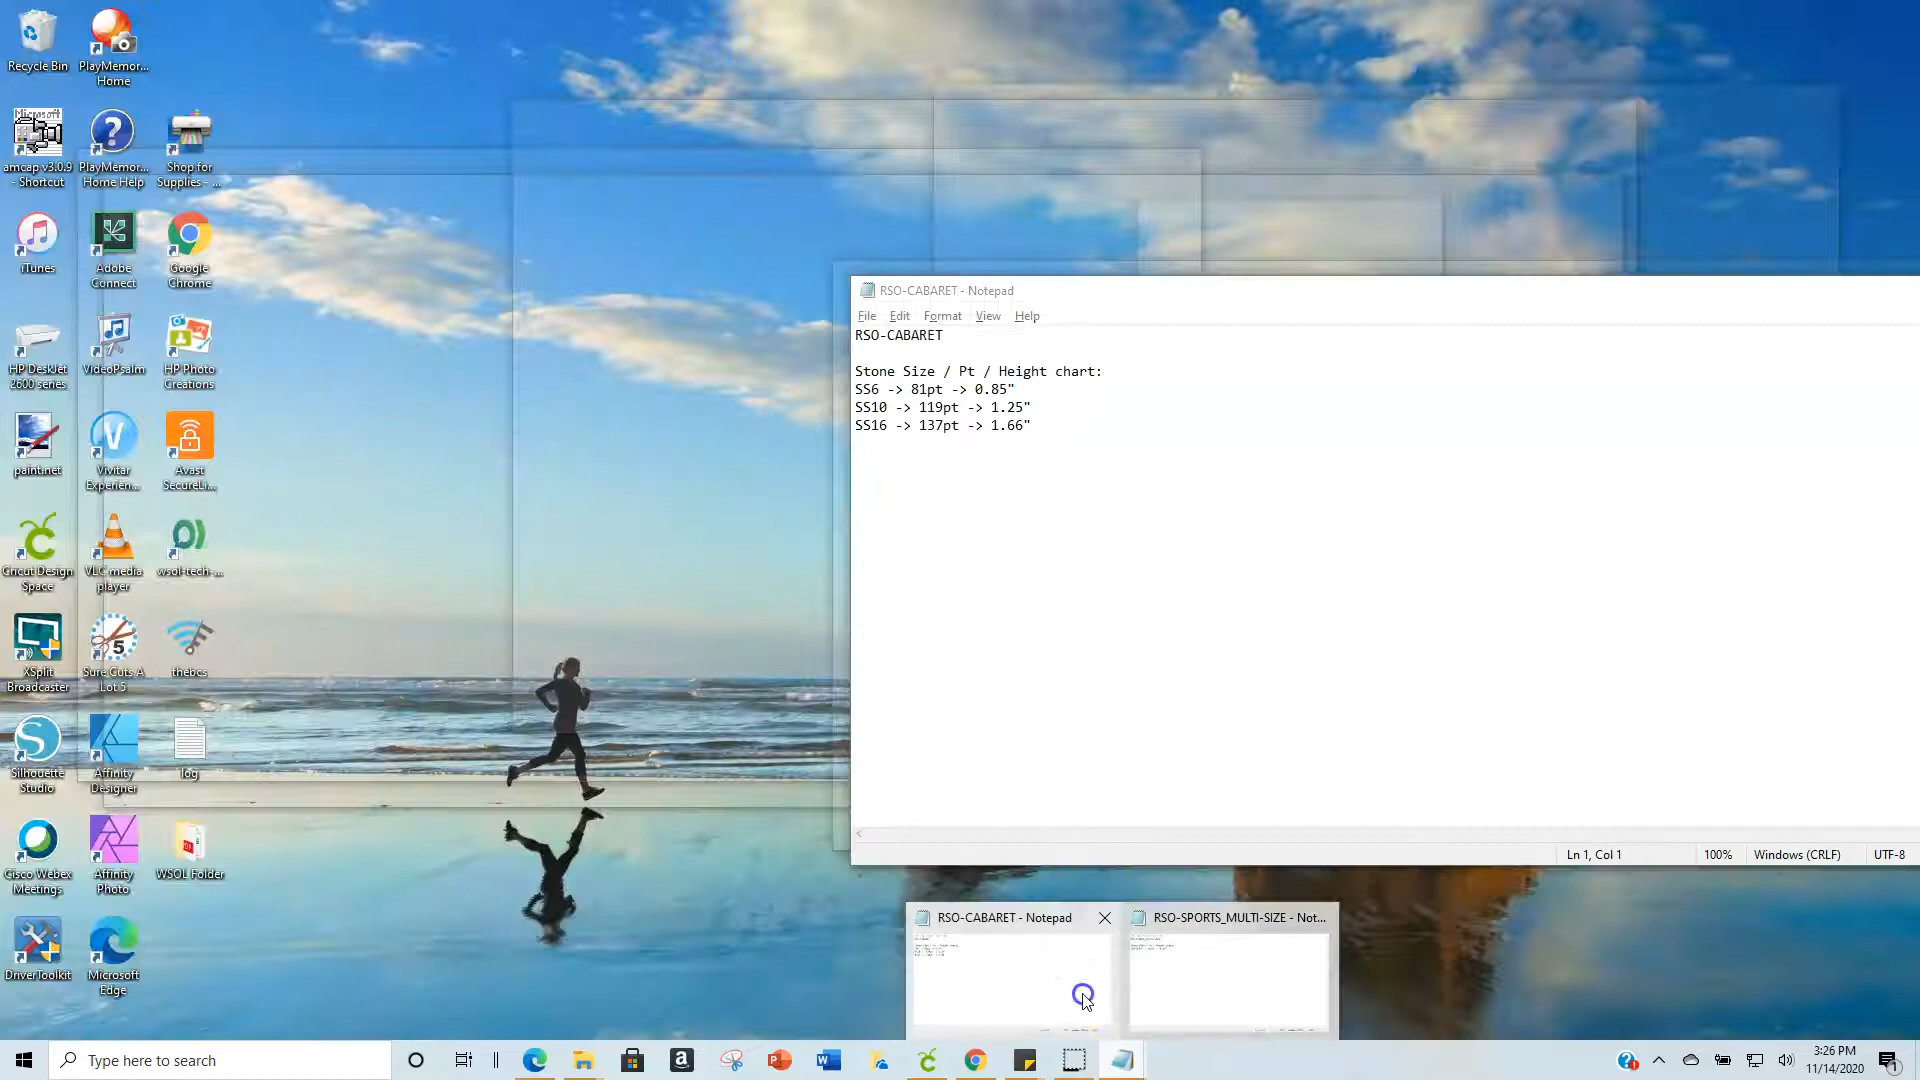 Recycle Bin
PlayMemor...
Home
Microsoft
amcap v3.0.9
- Shortcut
PlayMemor...
Home Help
Shop for
Supplies - ...
iTunes
Adobe
Connect
Google
Chrome
HP DeskJet
2600 series
VideoPsalm
HP Photo
Creations
paint.net
Vivitar
Experien...
Avast
SecureLi...
Cricut Design
Space
VLC media
player
wsol-tech-...
XSplit
Broadcaster
Sure Cuts A
Lot 5
thebcs
Silhouette
Studio
Affinity
Designer
log
Cisco Webex
Meetings
Affinity
Photo
WSOL Folder
DriverToolkit
Microsoft
Edge
RSO-CABARET - Notepad
File Edit Format View Help
RSO-CABARET
Stone Size / Pt / Height chart:
SS6 -> 81pt -> 0.85"
SS10 -> 119pt -> 1.25"
SS16 -> 137pt -> 1.66"
Ln 1, Col 1 100% Windows (CRLF) UTF-8
RSO-CABARET - Notepad
RSO-SPORTS_MULTI-SIZE - Not...
Type here to search
3:26 PM
11/14/2020